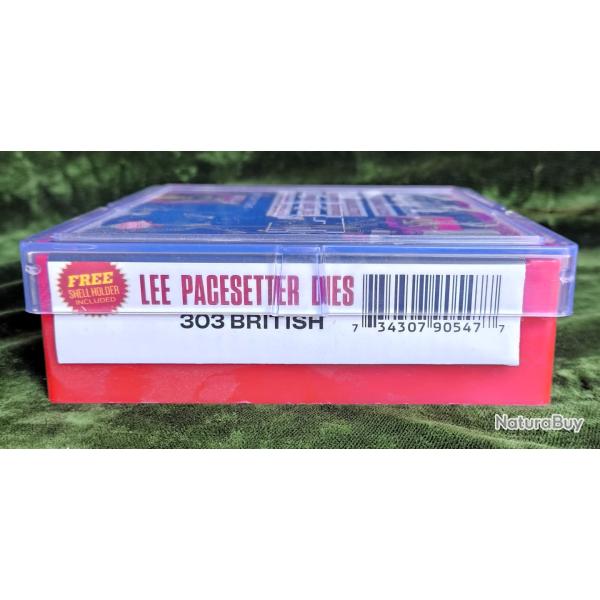 FREE
SHELL HOLDER
INCLUDED
LEE PACESETTER DIES
303 BRITISH
7 34307 90547 7
NaturaBuy